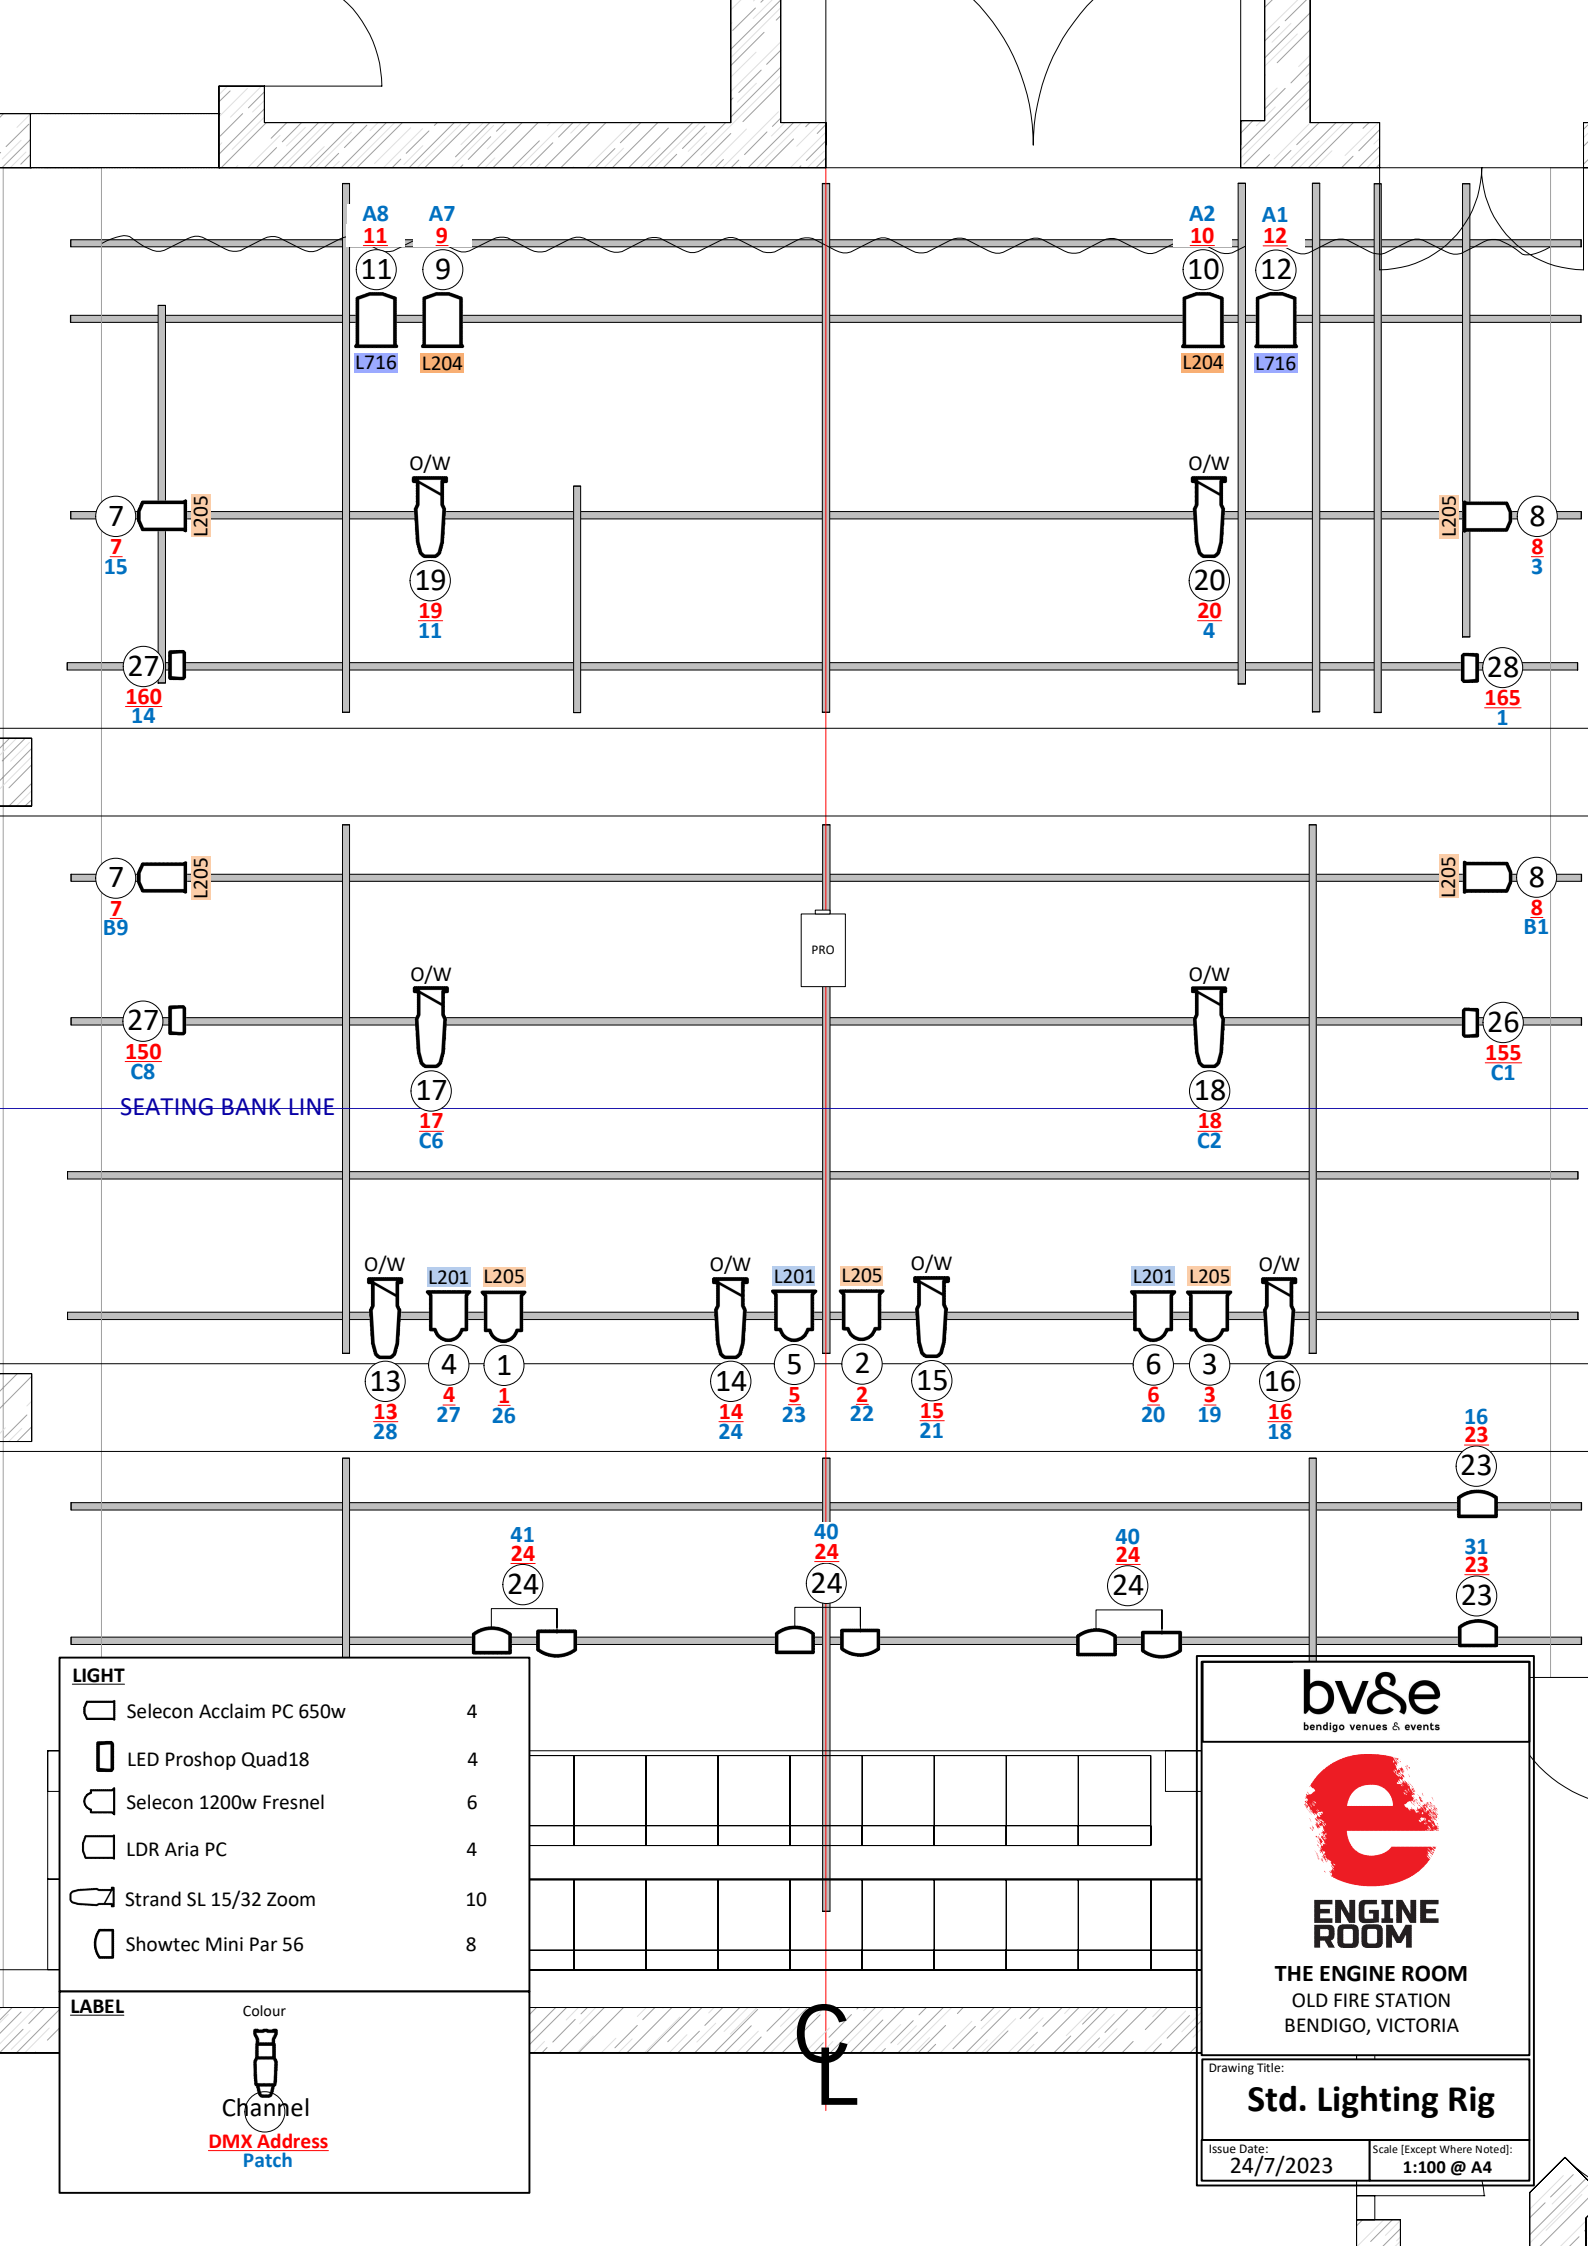 A8 A7 A2 A1
11 9 10 12
11 9 10 12
L716 L204 L204 L716
O/W O/W
7 L205 L205 8
7 8
15 3
19 20
19 20
11 4
27 28
160 165
14 1
7 L205 L205 8
7 8
B9 B1
PRO
O/W O/W
27 26
150 155
C8 C1
17 18
SEATING BANK LINE
17 18
C6 C2
O/W L201 L205 O/W L201 L205 O/W L201 L205 O/W
13 4 1 14 5 2 15 6 3 16
13 4 1 14 5 2 15 6 3 16
28 27 26 24 23 22 21 20 19 18
16
23
23
41 40 40 31
24 24 24 23
24 24 24 23
LIGHT
Selecon Acclaim PC 650w 4
LED Proshop Quad18 4
Selecon 1200w Fresnel 6
LDR Aria PC 4
Strand SL 15/32 Zoom 10
Showtec Mini Par 56 8
LABEL
Colour
Channel
DMX Address
Patch
CL
bv&e
bendigo venues & events
e
ENGINE
ROOM
THE ENGINE ROOM
OLD FIRE STATION
BENDIGO, VICTORIA
Drawing Title:
Std. Lighting Rig
Issue Date:
24/7/2023
Scale [Except Where Noted]:
1:100 @ A4